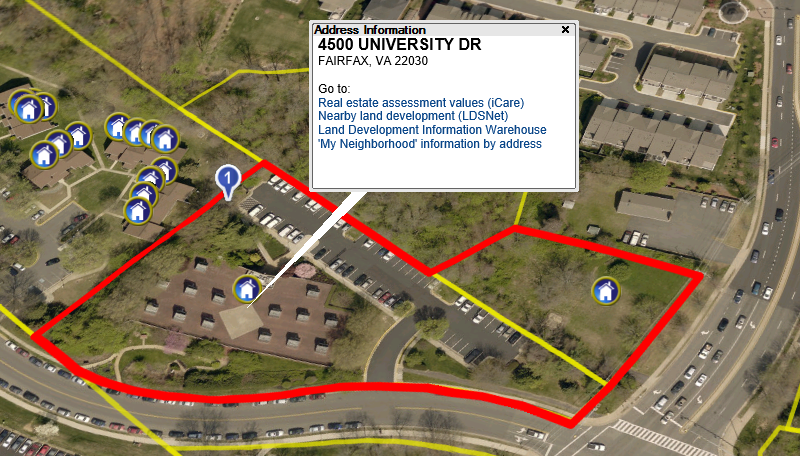 Address Information
4500 UNIVERSITY DR
FAIRFAX, VA 22030
Go to:
Real estate assessment values (iCare)
Nearby land development (LDSNet)
Land Development Information Warehouse
'My Neighborhood' information by address
1